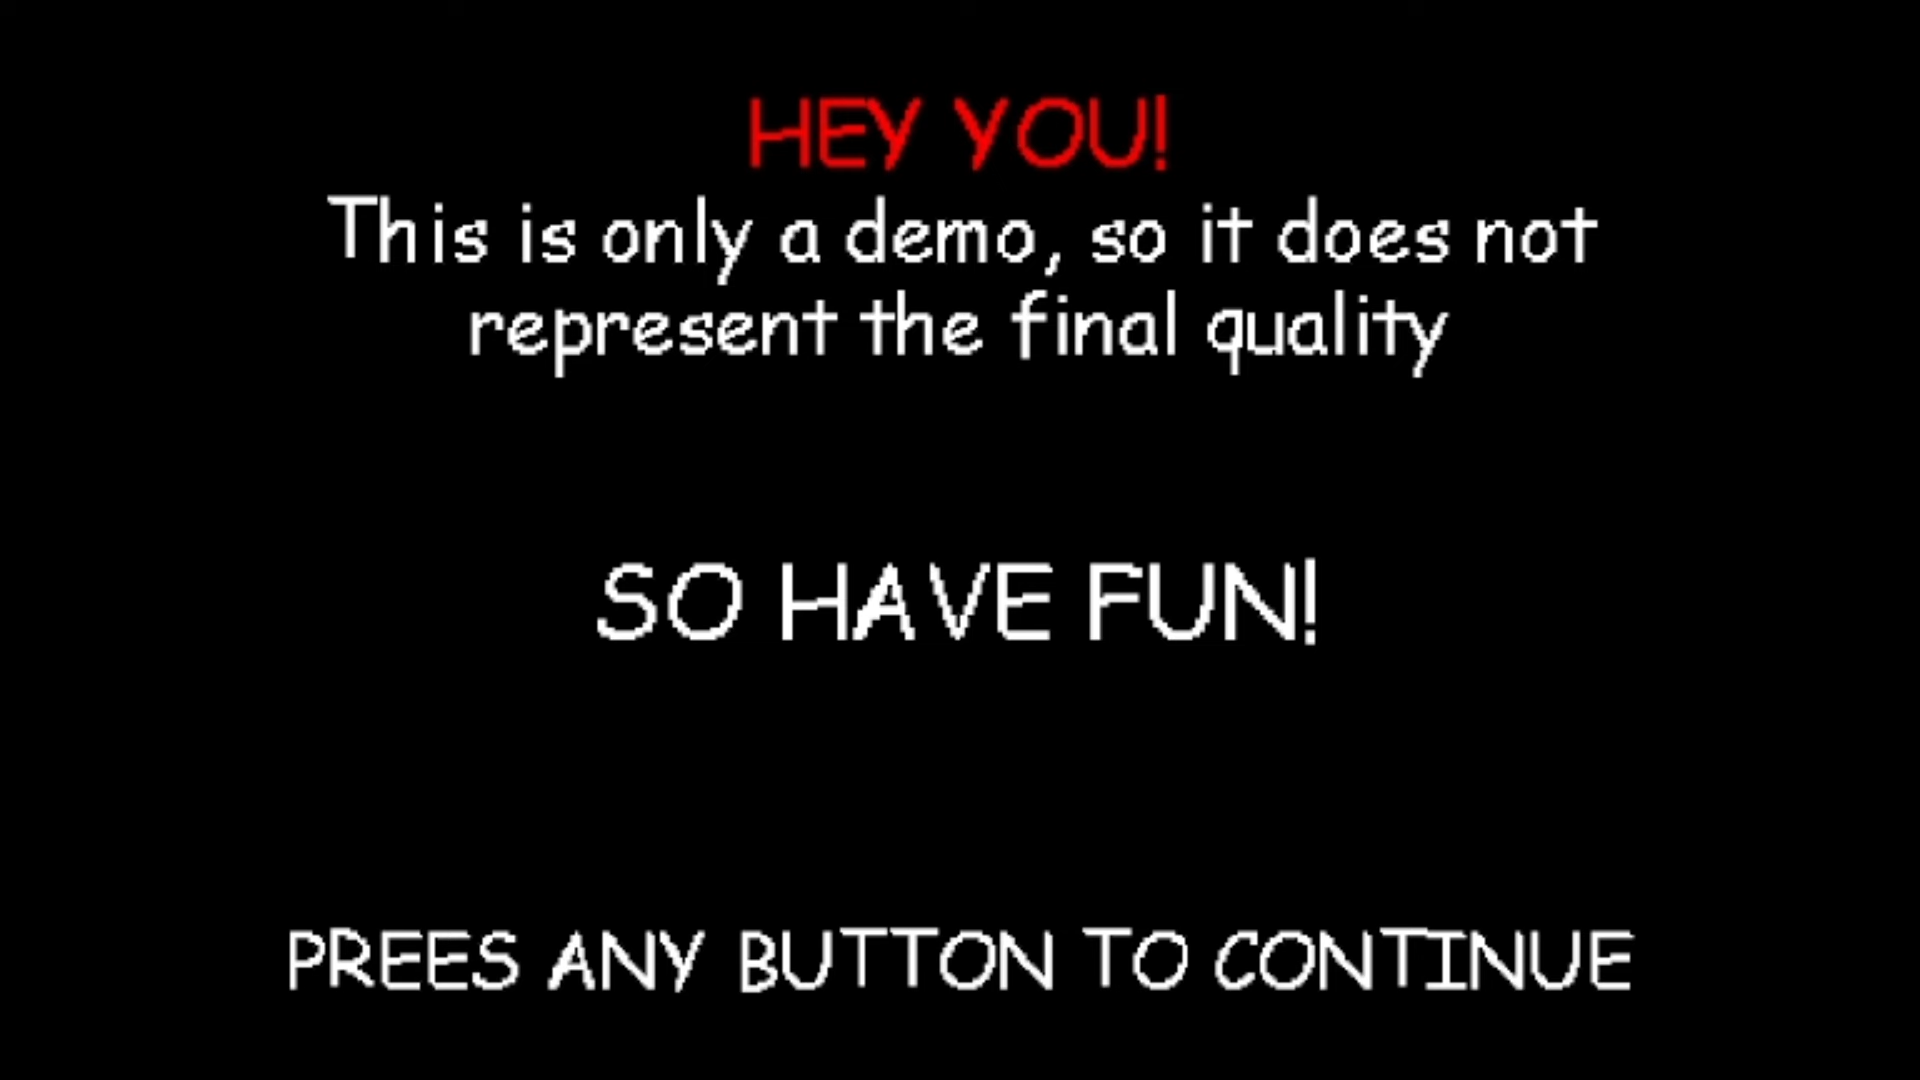 HEY YOU!
This is only a demo, so it does not
represent the final quality
SO HAVE FUN!
PREES ANY BUTTON TO CONTINUE